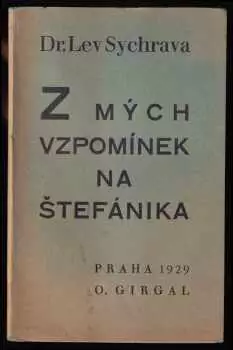 Dr. Lev Sychrava
Z MÝCH
VZPOMÍNEK
NA
ŠTEFÁNIKA
PRAHA 1929
O. GIRGAL